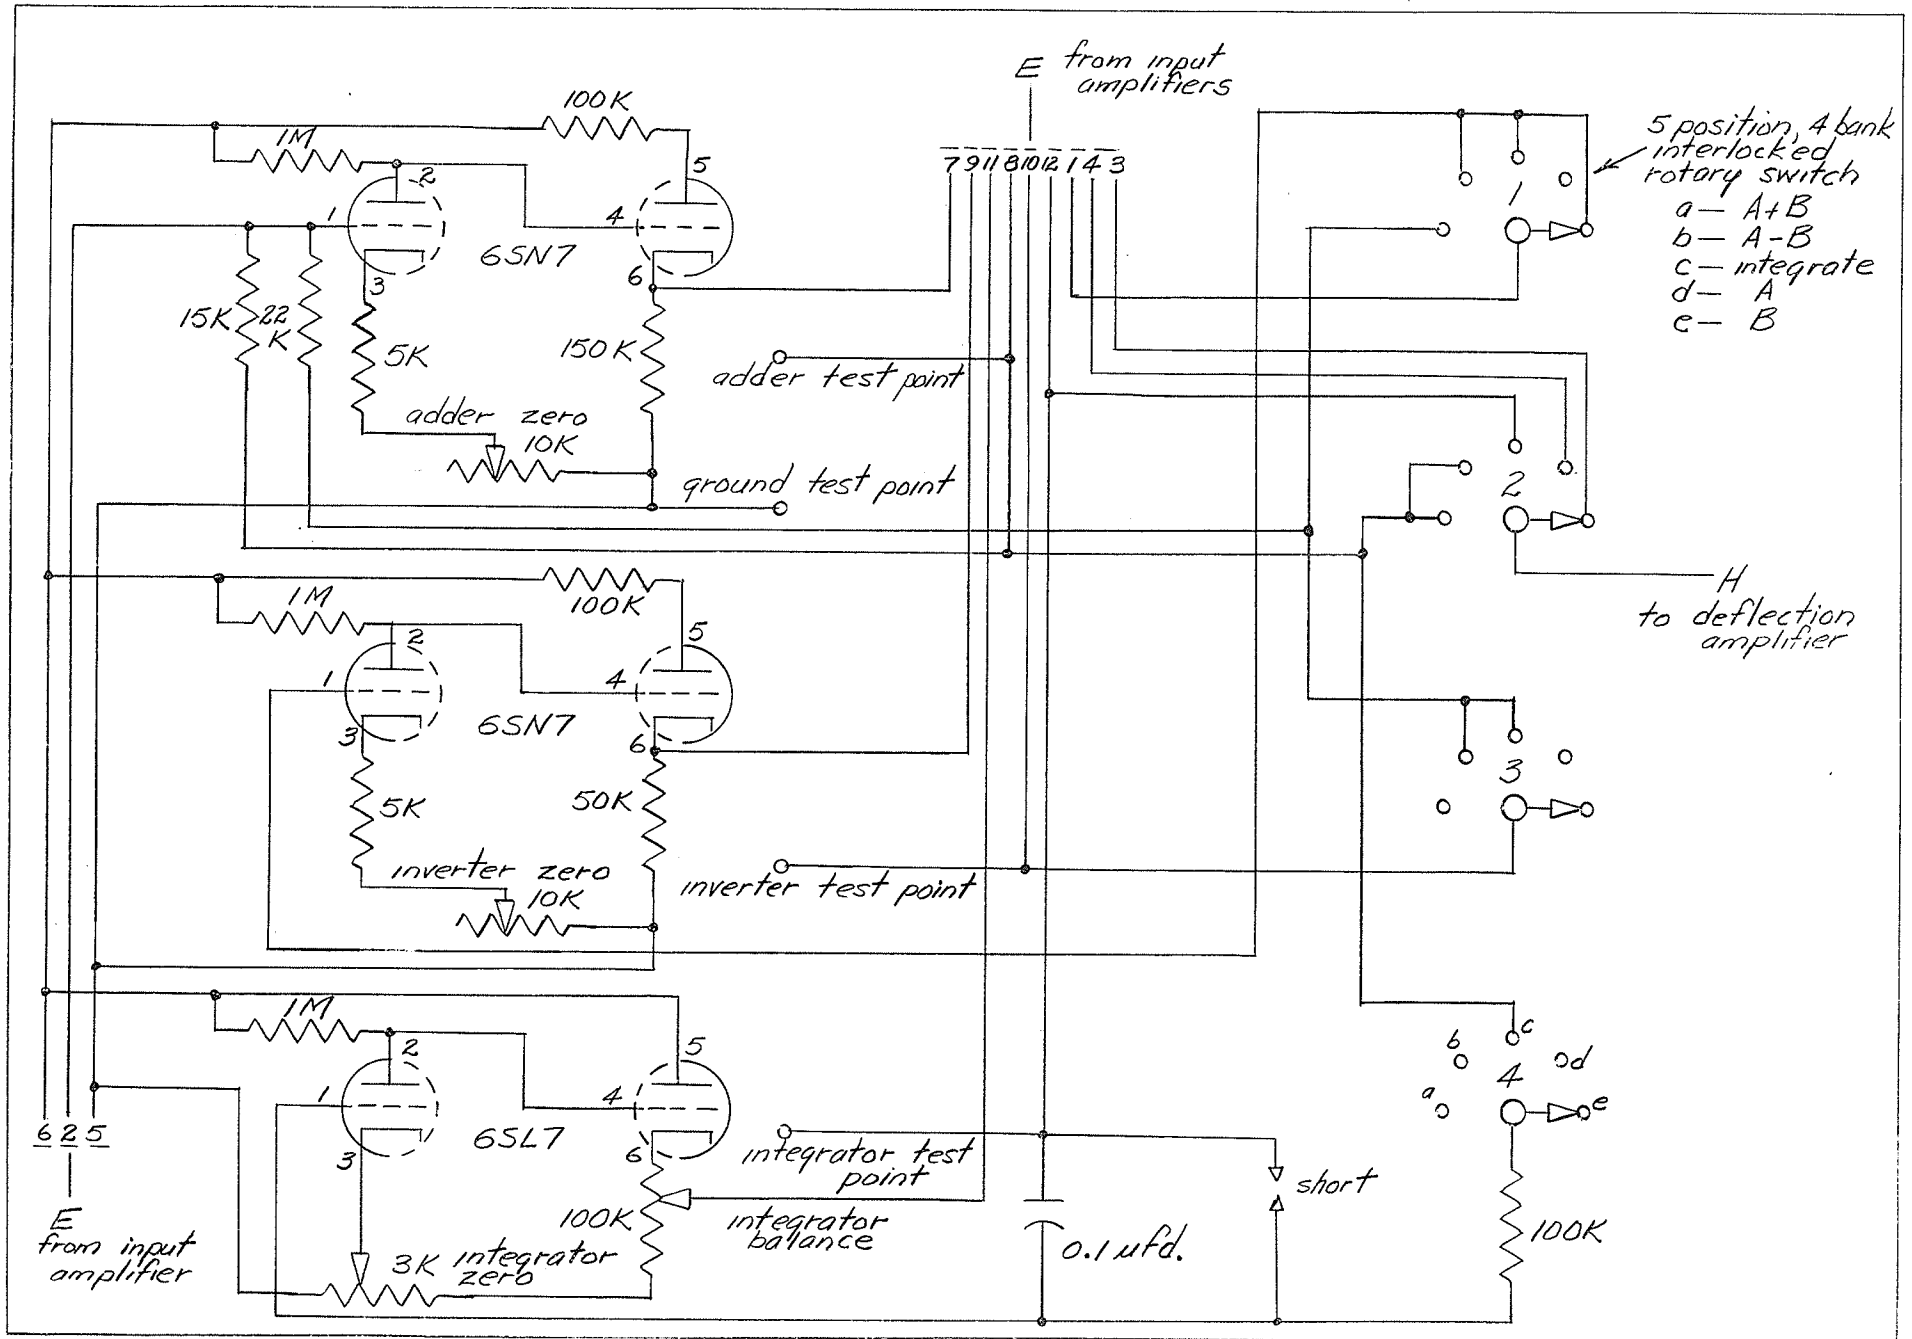 E from input
amplifiers
7 9 11 8 10 12 1 4 3
100K
1M
2
5
1
4
6SN7
3
6
15K
22
K
5K
150K
adder test point
adder zero
10K
ground test point
1
5 position, 4 bank
interlocked
rotary switch
a — A+B
b — A-B
c — integrate
d — A
e — B
2
H
to deflection
amplifier
100K
1M
2
5
1
4
6SN7
3
6
5K
50K
inverter zero
10K
inverter test point
3
1M
2
5
1
4
6SL7
3
6
integrator test
point
100K
integrator
balance
3K integrator
zero
0.1 µfd.
short
b
c
d
a
4
e
100K
6 2 5
E
from input
amplifier